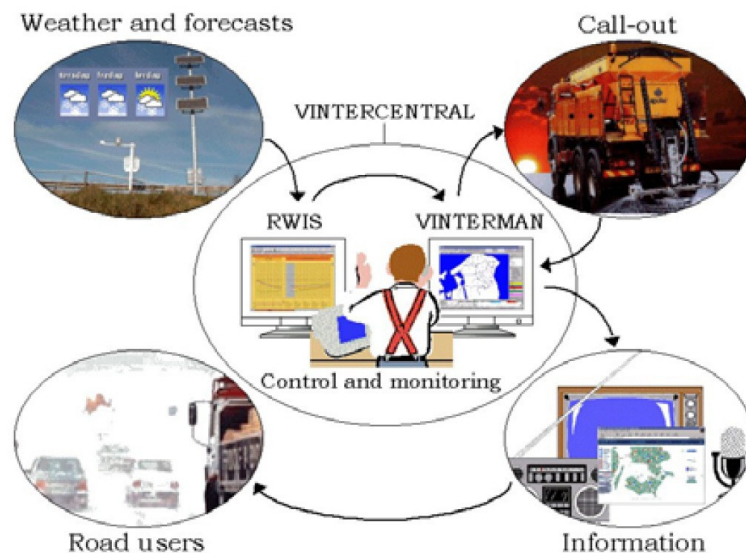 Weather and forecasts
Call-out
VINTERCENTRAL
RWIS
VINTERMAN
Control and monitoring
Road users
Information